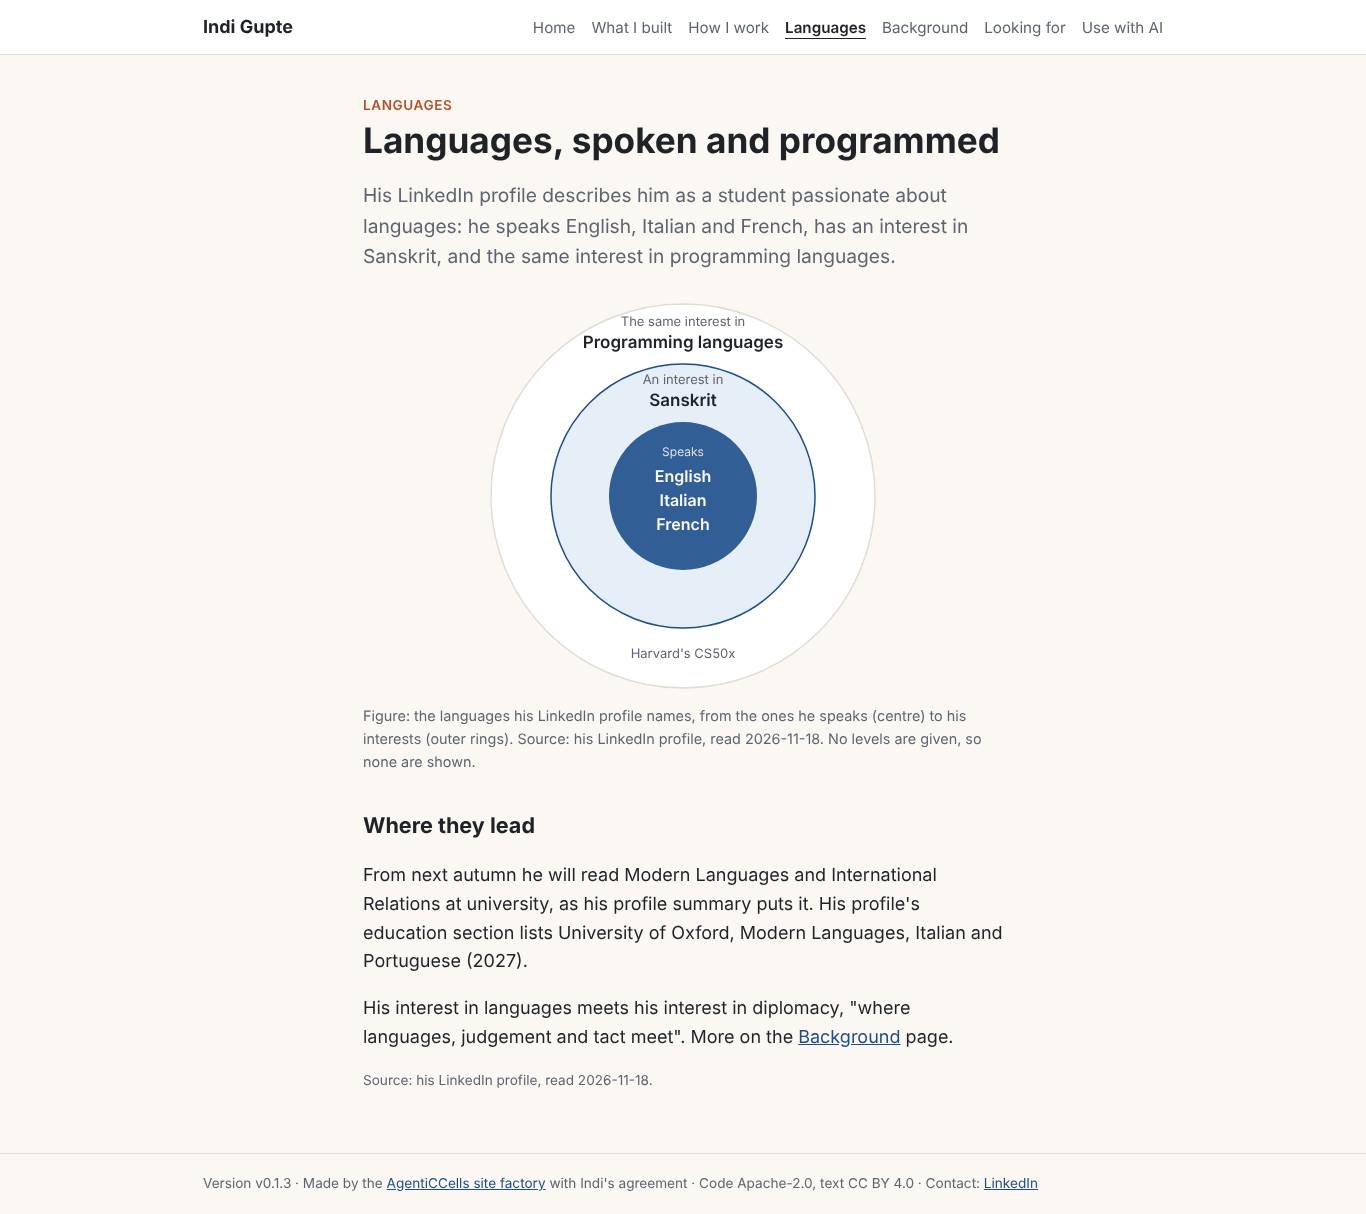 Indi Gupte
Home What I built How I work Languages Background Looking for Use with AI
LANGUAGES
Languages, spoken and programmed
His LinkedIn profile describes him as a student passionate about
languages: he speaks English, Italian and French, has an interest in
Sanskrit, and the same interest in programming languages.
The same interest in
Programming languages
An interest in
Sanskrit
Speaks
English
Italian
French
Harvard's CS50x
Figure: the languages his LinkedIn profile names, from the ones he speaks (centre) to his
interests (outer rings). Source: his LinkedIn profile, read 2026-11-18. No levels are given, so
none are shown.
Where they lead
From next autumn he will read Modern Languages and International
Relations at university, as his profile summary puts it. His profile's
education section lists University of Oxford, Modern Languages, Italian and
Portuguese (2027).
His interest in languages meets his interest in diplomacy, "where
languages, judgement and tact meet". More on the Background page.
Source: his LinkedIn profile, read 2026-11-18.
Version v0.1.3 · Made by the AgentiCCells site factory with Indi's agreement · Code Apache-2.0, text CC BY 4.0 · Contact: LinkedIn